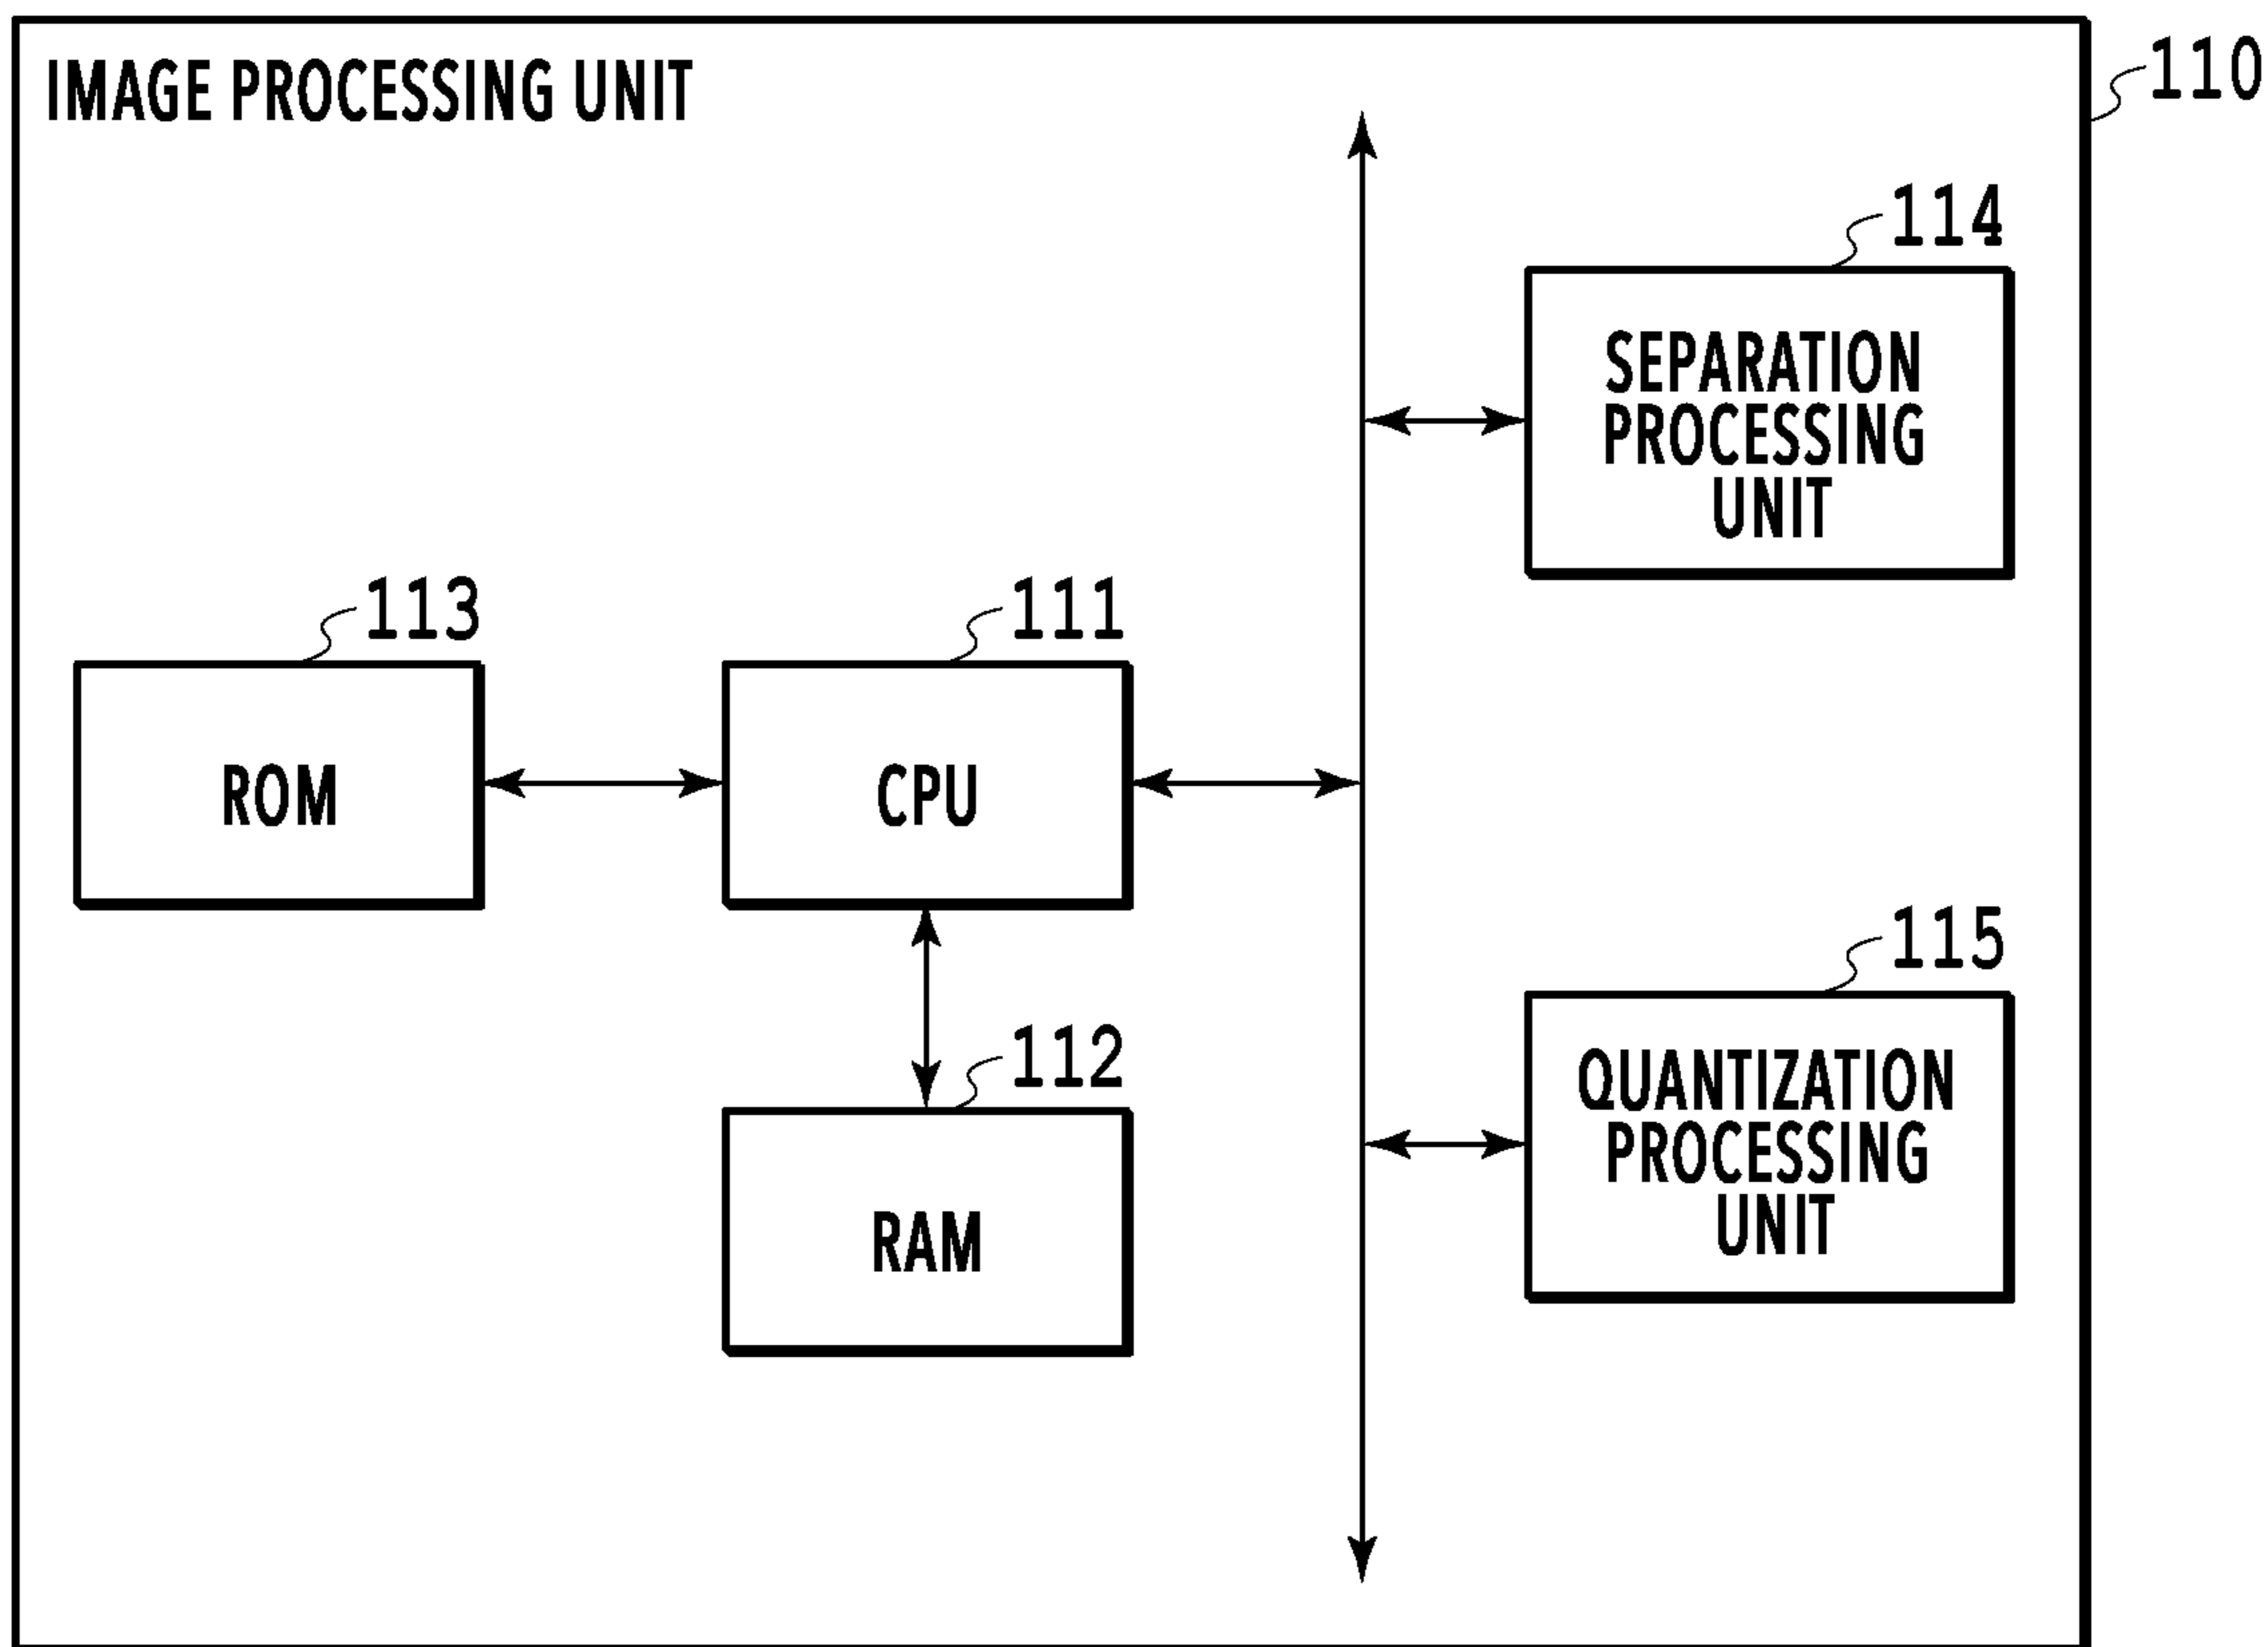 IMAGE PROCESSING UNIT
110
114
SEPARATION
PROCESSING
UNIT
113
111
ROM
CPU
115
112
QUANTIZATION
PROCESSING
UNIT
RAM